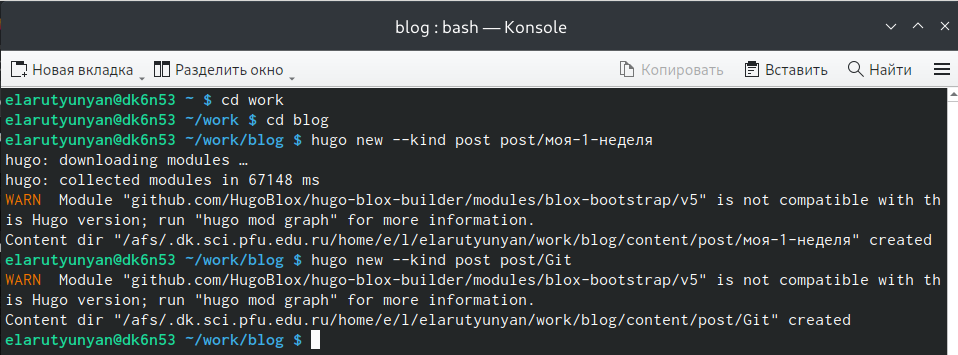 blog : bash — Konsole
Новая вкладка Разделить окно Копировать Вставить Найти
elarutyunyan@dk6n53 ~ $ cd work
elarutyunyan@dk6n53 ~/work $ cd blog
elarutyunyan@dk6n53 ~/work/blog $ hugo new --kind post post/моя-1-неделя
hugo: downloading modules …
hugo: collected modules in 67148 ms
WARN  Module "github.com/HugoBlox/hugo-blox-builder/modules/blox-bootstrap/v5" is not compatible with th
is Hugo version; run "hugo mod graph" for more information.
Content dir "/afs/.dk.sci.pfu.edu.ru/home/e/l/elarutyunyan/work/blog/content/post/моя-1-неделя" created
elarutyunyan@dk6n53 ~/work/blog $ hugo new --kind post post/Git
WARN  Module "github.com/HugoBlox/hugo-blox-builder/modules/blox-bootstrap/v5" is not compatible with th
is Hugo version; run "hugo mod graph" for more information.
Content dir "/afs/.dk.sci.pfu.edu.ru/home/e/l/elarutyunyan/work/blog/content/post/Git" created
elarutyunyan@dk6n53 ~/work/blog $